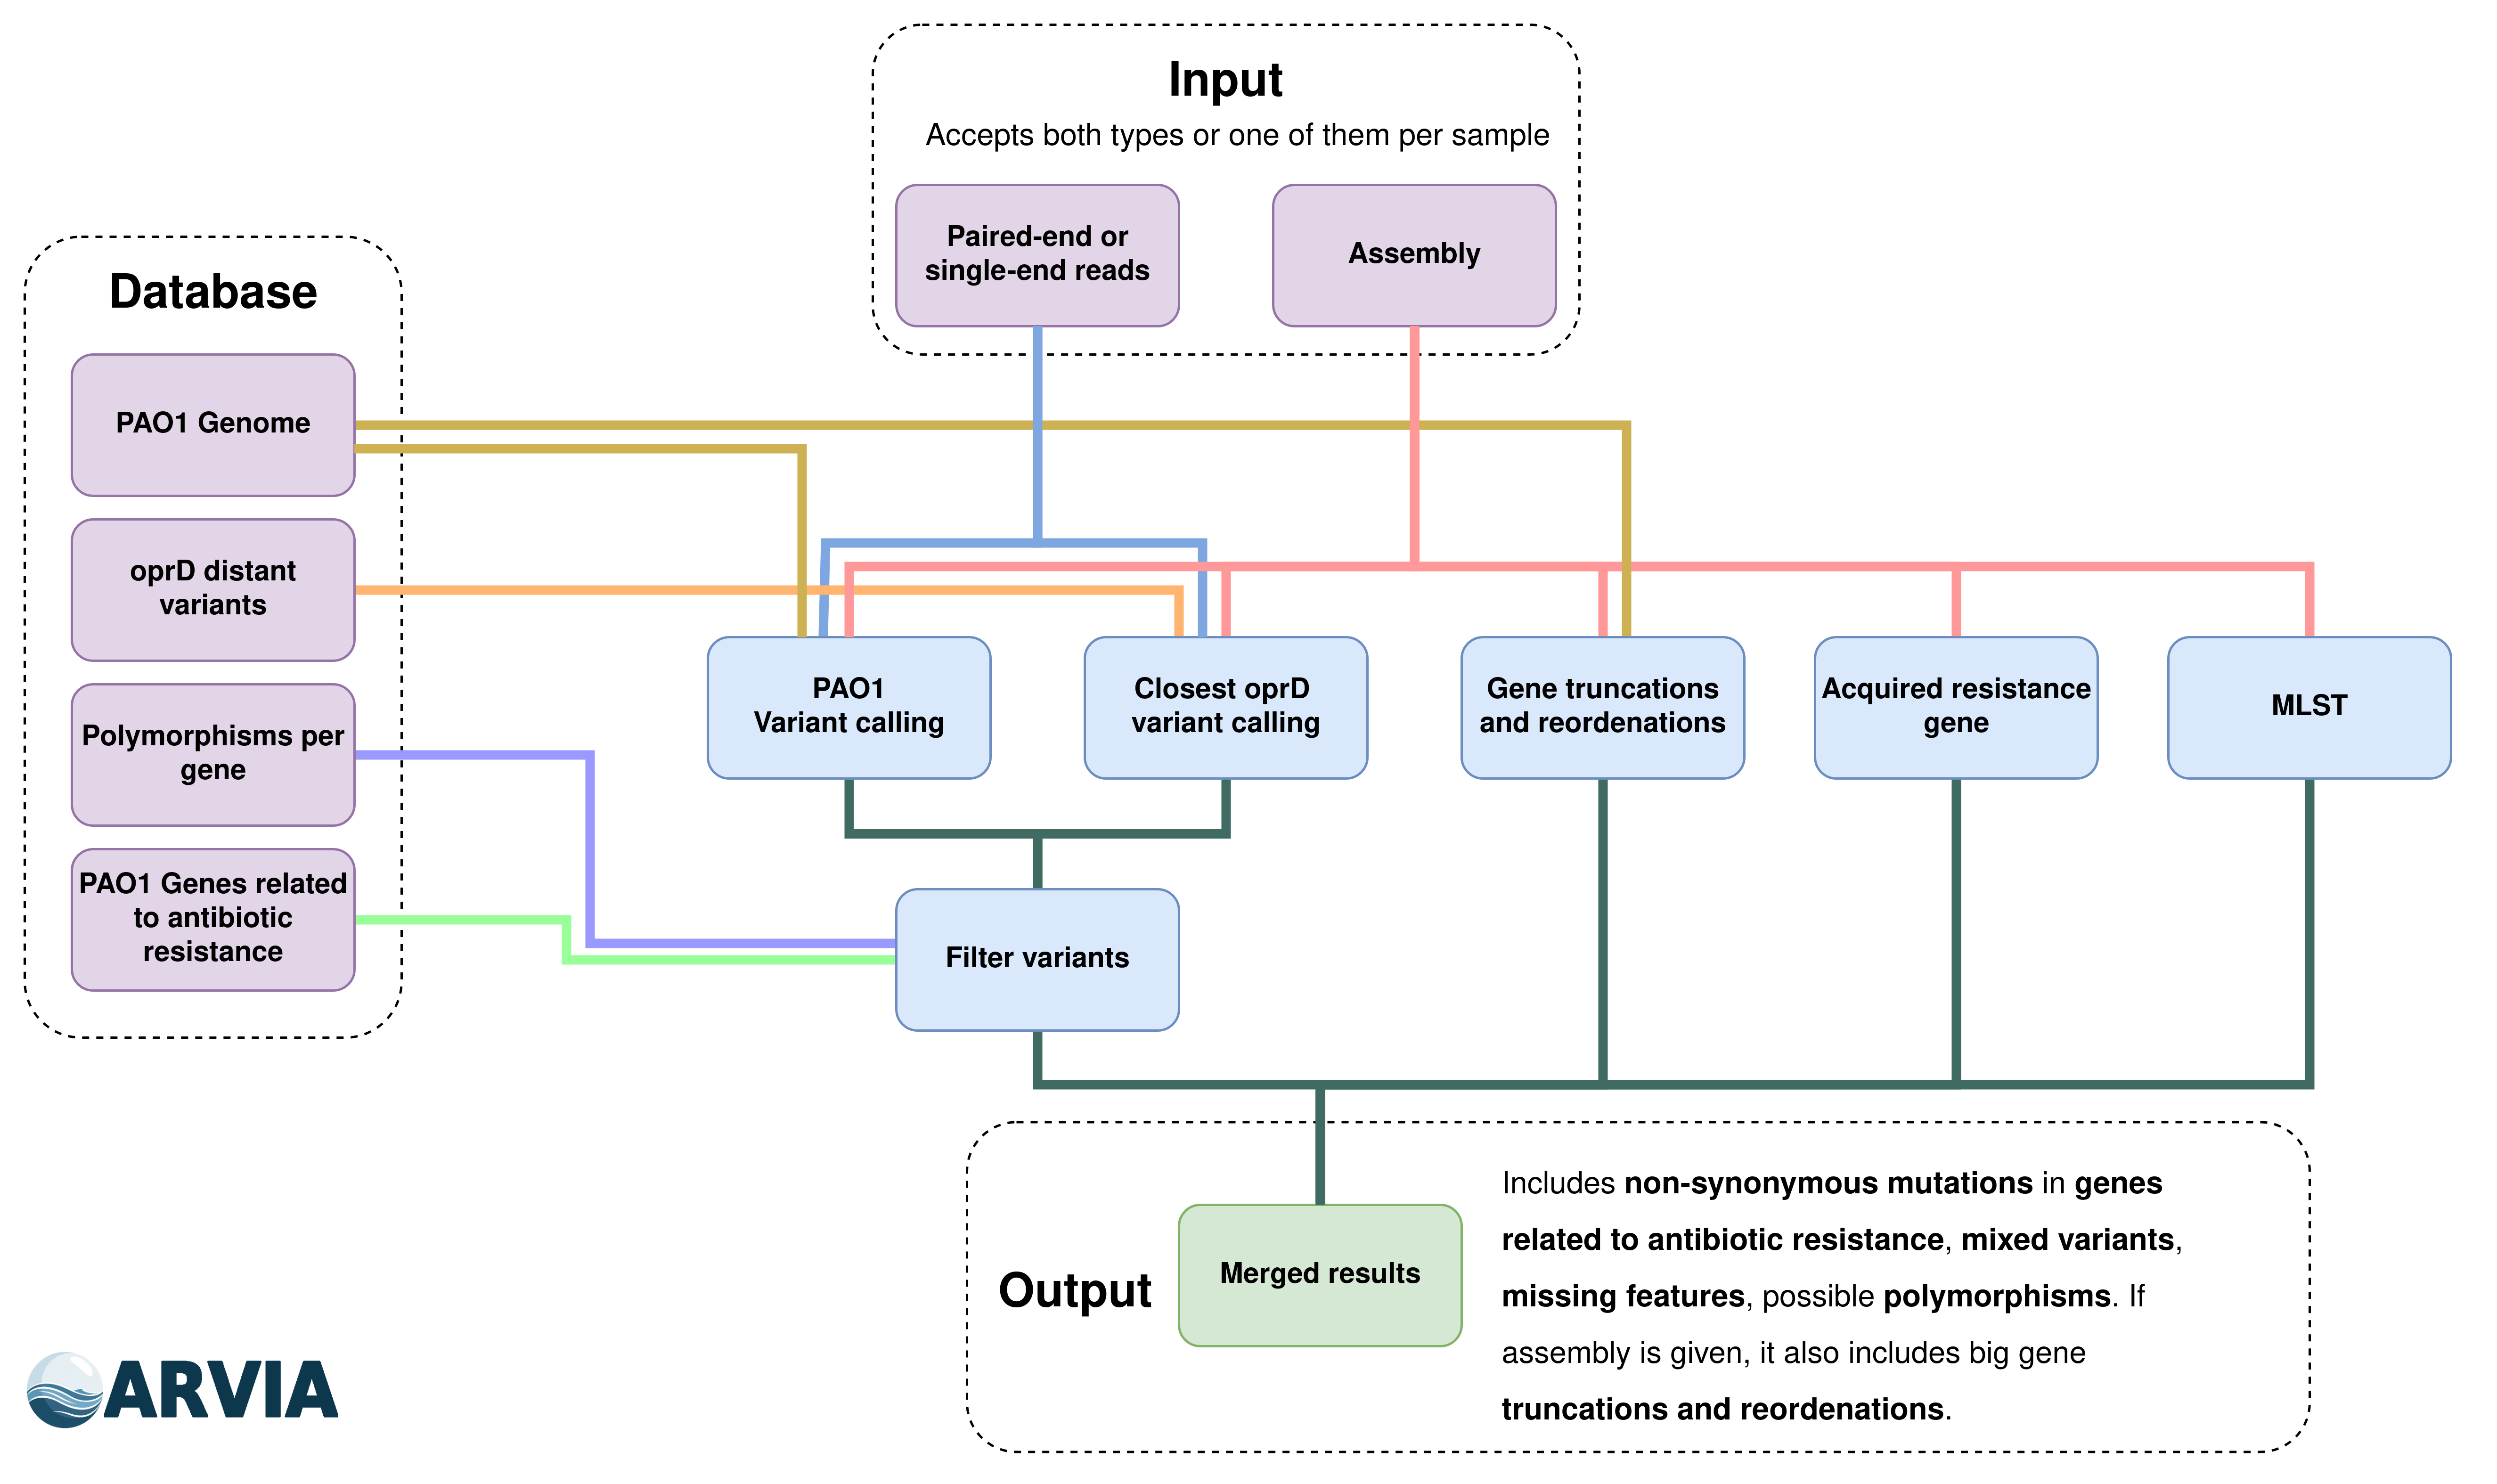 Input
Accepts both types or one of them per sample
Paired-end or
single-end reads
Assembly
Database
PAO1 Genome
oprD distant
variants
Polymorphisms per
gene
PAO1 Genes related
to antibiotic
resistance
PAO1
Variant calling
Closest oprD
variant calling
Gene truncations
and reordenations
Acquired resistance
gene
MLST
Filter variants
Output
Merged results
Includes non-synonymous mutations in genes
related to antibiotic resistance, mixed variants,
missing features, possible polymorphisms. If
assembly is given, it also includes big gene
truncations and reordenations.
ARVIA